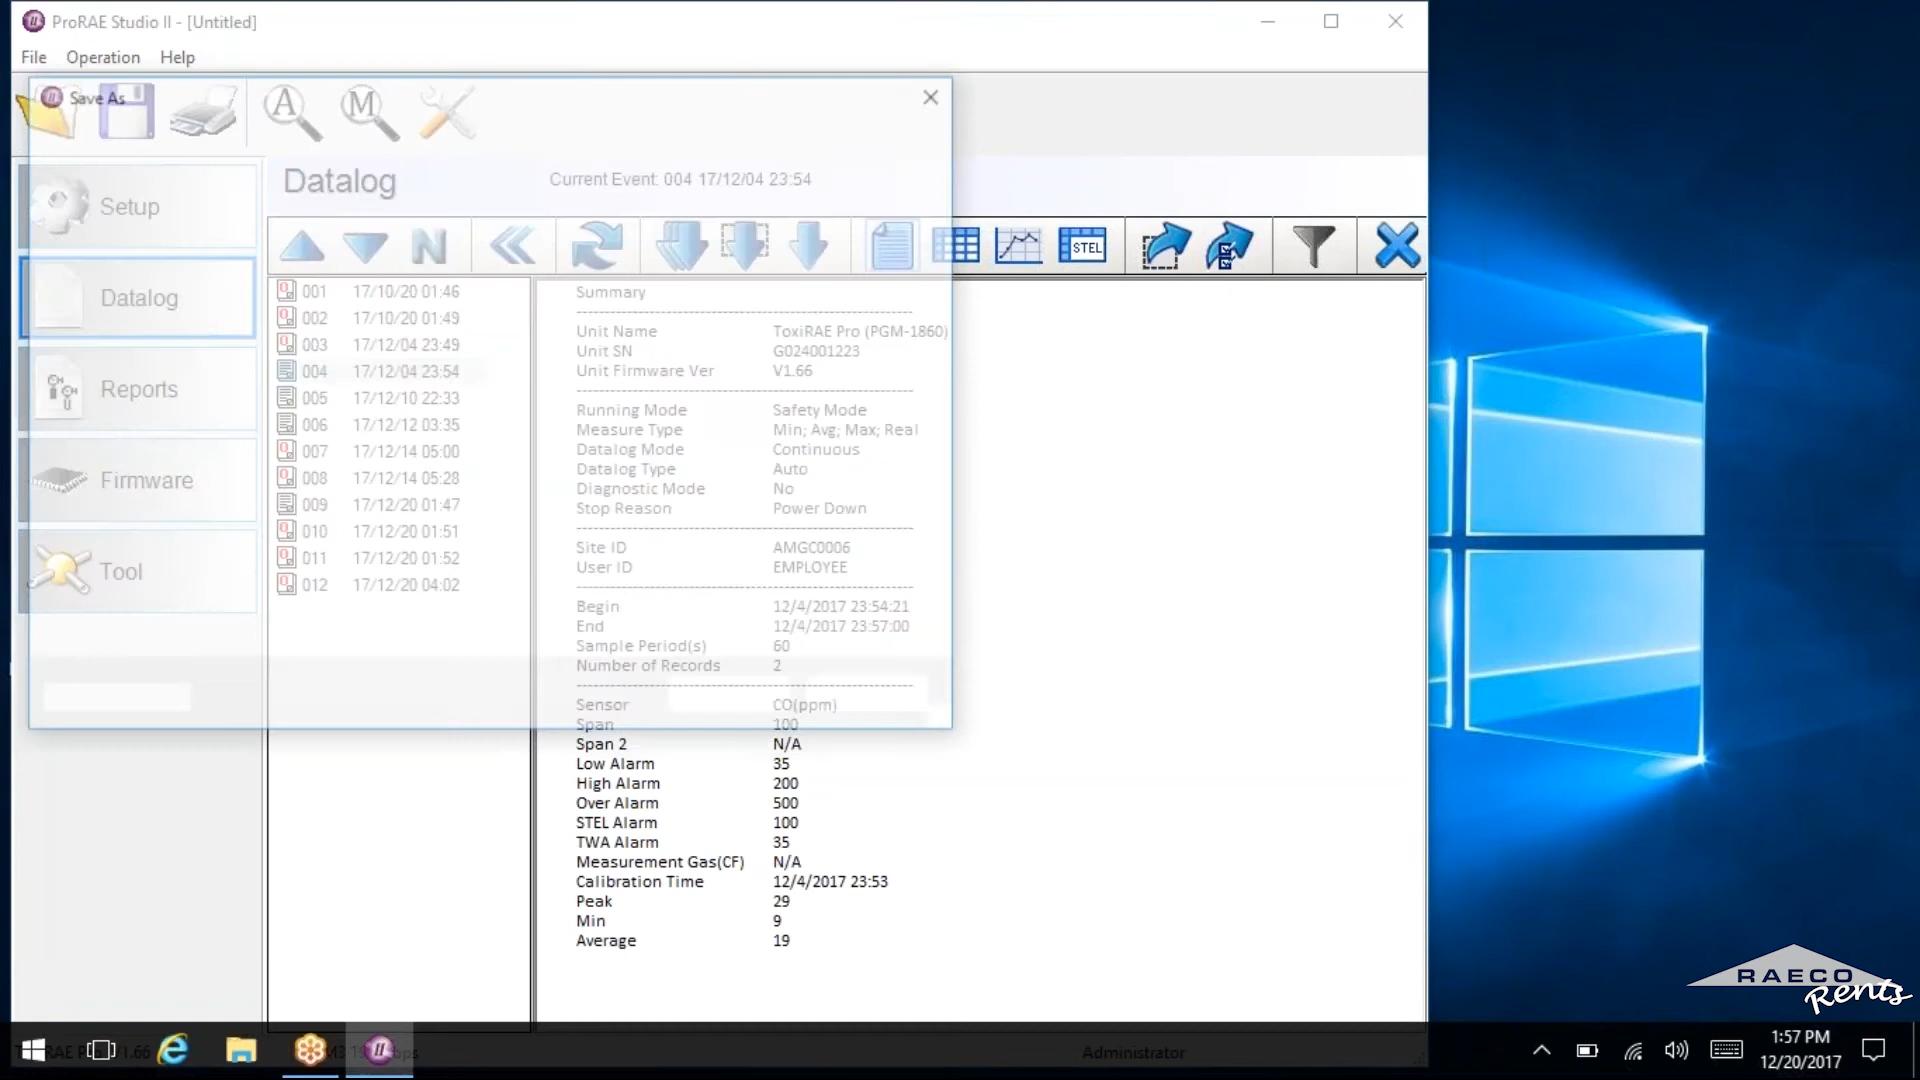 ProRAE Studio II - [Untitled]
File Operation Help
Save As
A M
Datalog
Current Event: 004 17/12/04 23:54
N
STEL
Setup
Datalog
Reports
Firmware
Tool
001 17/10/20 01:46
002 17/10/20 01:49
003 17/12/04 23:49
004 17/12/04 23:54
005 17/12/10 22:33
006 17/12/12 03:35
007 17/12/14 05:00
008 17/12/14 05:28
009 17/12/20 01:47
010 17/12/20 01:51
011 17/12/20 01:52
012 17/12/20 04:02
Summary
Unit Name ToxiRAE Pro (PGM-1860)
Unit SN G024001223
Unit Firmware Ver V1.66
Running Mode Safety Mode
Measure Type Min; Avg; Max; Real
Datalog Mode Continuous
Datalog Type Auto
Diagnostic Mode No
Stop Reason Power Down
Site ID AMGC0006
User ID EMPLOYEE
Begin 12/4/2017 23:54:21
End 12/4/2017 23:57:00
Sample Period(s) 60
Number of Records 2
Sensor CO(ppm)
Span 100
Span 2 N/A
Low Alarm 35
High Alarm 200
Over Alarm 500
STEL Alarm 100
TWA Alarm 35
Measurement Gas(CF) N/A
Calibration Time 12/4/2017 23:53
Peak 29
Min 9
Average 19
RAECO
Rents
Administrator
1:57 PM
12/20/2017